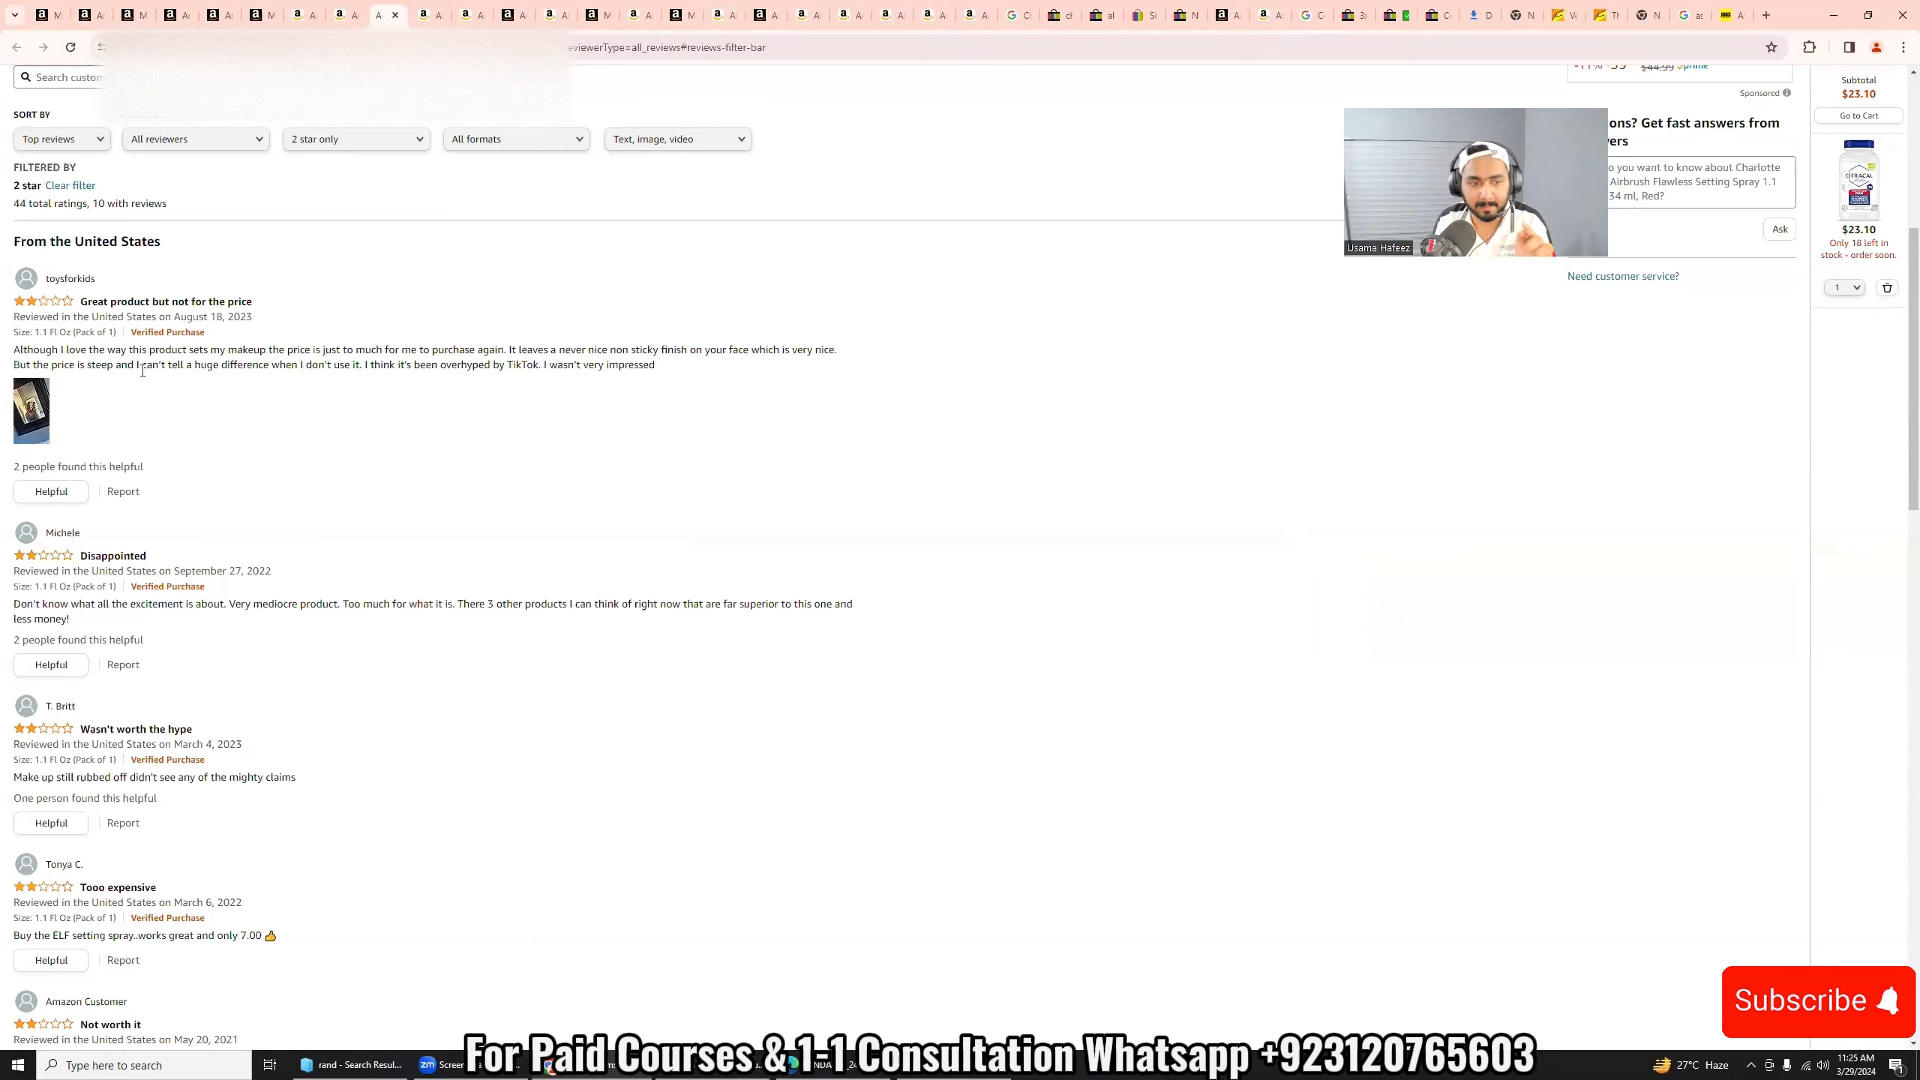 eviewerType=all_reviews#reviews-filter-bar
Search custom
-11% $39 $44.99 prime
Sponsored
SORT BY
Top reviews
All reviewers
2 star only
All formats
Text, image, video
FILTERED BY
2 star Clear filter
44 total ratings, 10 with reviews
From the United States
toysforkids
Great product but not for the price
Reviewed in the United States on August 18, 2023
Size: 1.1 Fl Oz (Pack of 1) Verified Purchase
Although I love the way this product sets my makeup the price is just to much for me to purchase again. It leaves a never nice non sticky finish on your face which is very nice.
But the price is steep and I can't tell a huge difference when I don't use it. I think it's been overhyped by TikTok. I wasn't very impressed
2 people found this helpful
Helpful Report
Michele
Disappointed
Reviewed in the United States on September 27, 2022
Size: 1.1 Fl Oz (Pack of 1) Verified Purchase
Don't know what all the excitement is about. Very mediocre product. Too much for what it is. There 3 other products I can think of right now that are far superior to this one and
less money!
2 people found this helpful
Helpful Report
T. Britt
Wasn't worth the hype
Reviewed in the United States on March 4, 2023
Size: 1.1 Fl Oz (Pack of 1) Verified Purchase
Make up still rubbed off didn't see any of the mighty claims
One person found this helpful
Helpful Report
Tonya C.
Tooo expensive
Reviewed in the United States on March 6, 2022
Size: 1.1 Fl Oz (Pack of 1) Verified Purchase
Buy the ELF setting spray..works great and only 7.00 👍
Helpful Report
Amazon Customer
Not worth it
Reviewed in the United States on May 20, 2021
Usama Hafeez
ons? Get fast answers from
ers
o you want to know about Charlotte
Airbrush Flawless Setting Spray 1.1
34 ml, Red?
Ask
Need customer service?
Subtotal
$23.10
Go to Cart
CITRACAL
$23.10
Only 18 left in
stock - order soon.
1
Subscribe
For Paid Courses & 1-1 Consultation Whatsapp +923120765603
Type here to search
rand - Search Resul...
Scree
27°C Haze
11:25 AM
3/29/2024